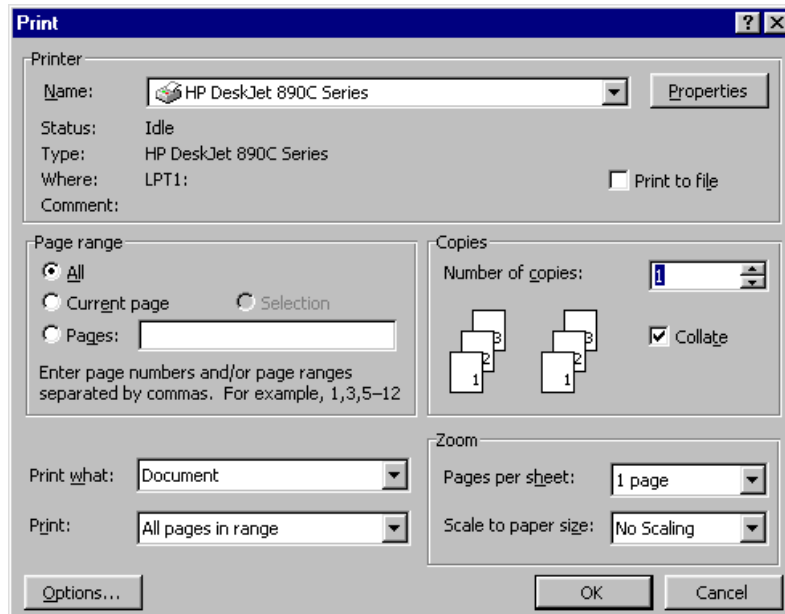 Print
Printer
Name: HP DeskJet 890C Series Properties
Status: Idle
Type: HP DeskJet 890C Series
Where: LPT1: Print to file
Comment:
Page range
All
Current page Selection
Pages:
Enter page numbers and/or page ranges
separated by commas. For example, 1,3,5–12
Copies
Number of copies: 1
3 3
2 2
1 1
Collate
Print what: Document
Print: All pages in range
Zoom
Pages per sheet: 1 page
Scale to paper size: No Scaling
Options... OK Cancel